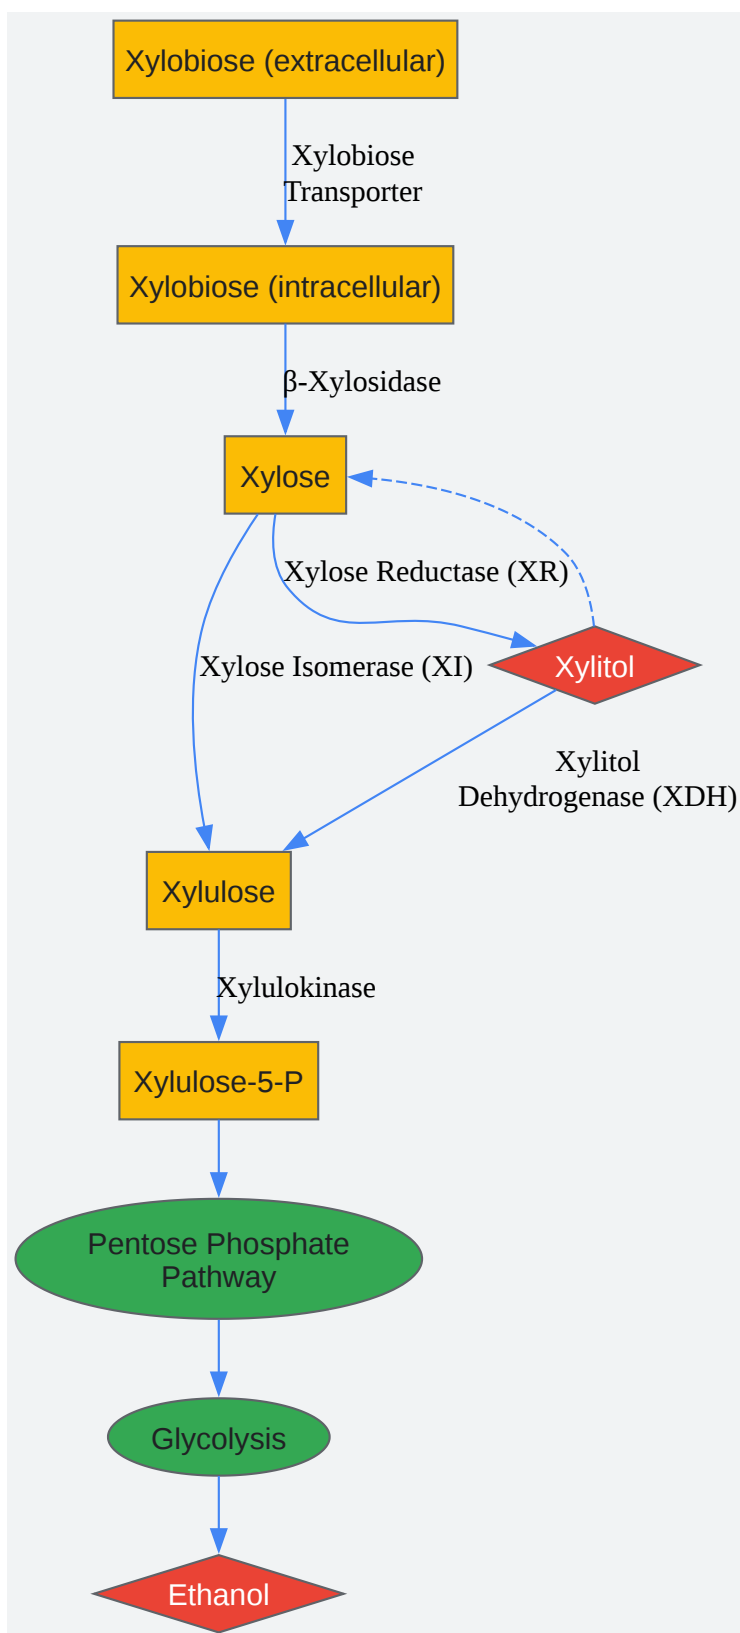 Xylobiose (extracellular)
Xylobiose
Transporter
Xylobiose (intracellular)
β-Xylosidase
Xylose
Xylose Reductase (XR)
Xylose Isomerase (XI)
Xylitol
Xylitol
Dehydrogenase (XDH)
Xylulose
Xylulokinase
Xylulose-5-P
Pentose Phosphate
Pathway
Glycolysis
Ethanol